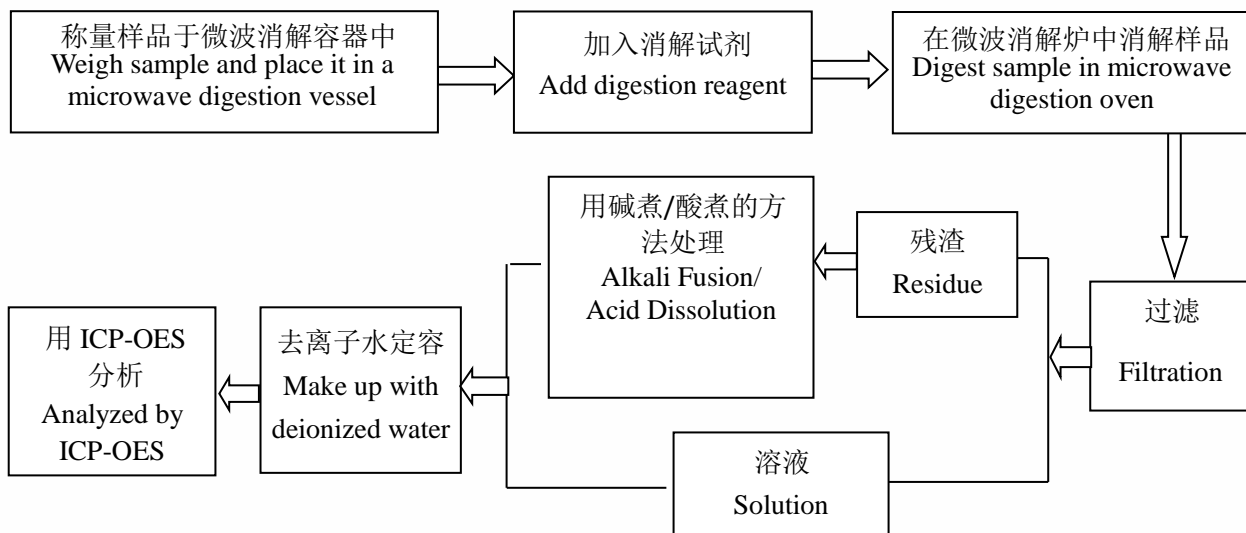 称量样品于微波消解容器中
Weigh sample and place it in a
microwave digestion vessel
加入消解试剂
Add digestion reagent
在微波消解炉中消解样品
Digest sample in microwave
digestion oven
过滤
Filtration
残渣
Residue
用碱煮/酸煮的方
法处理
Alkali Fusion/
Acid Dissolution
溶液
Solution
去离子水定容
Make up with
deionized water
用 ICP-OES
分析
Analyzed by
ICP-OES